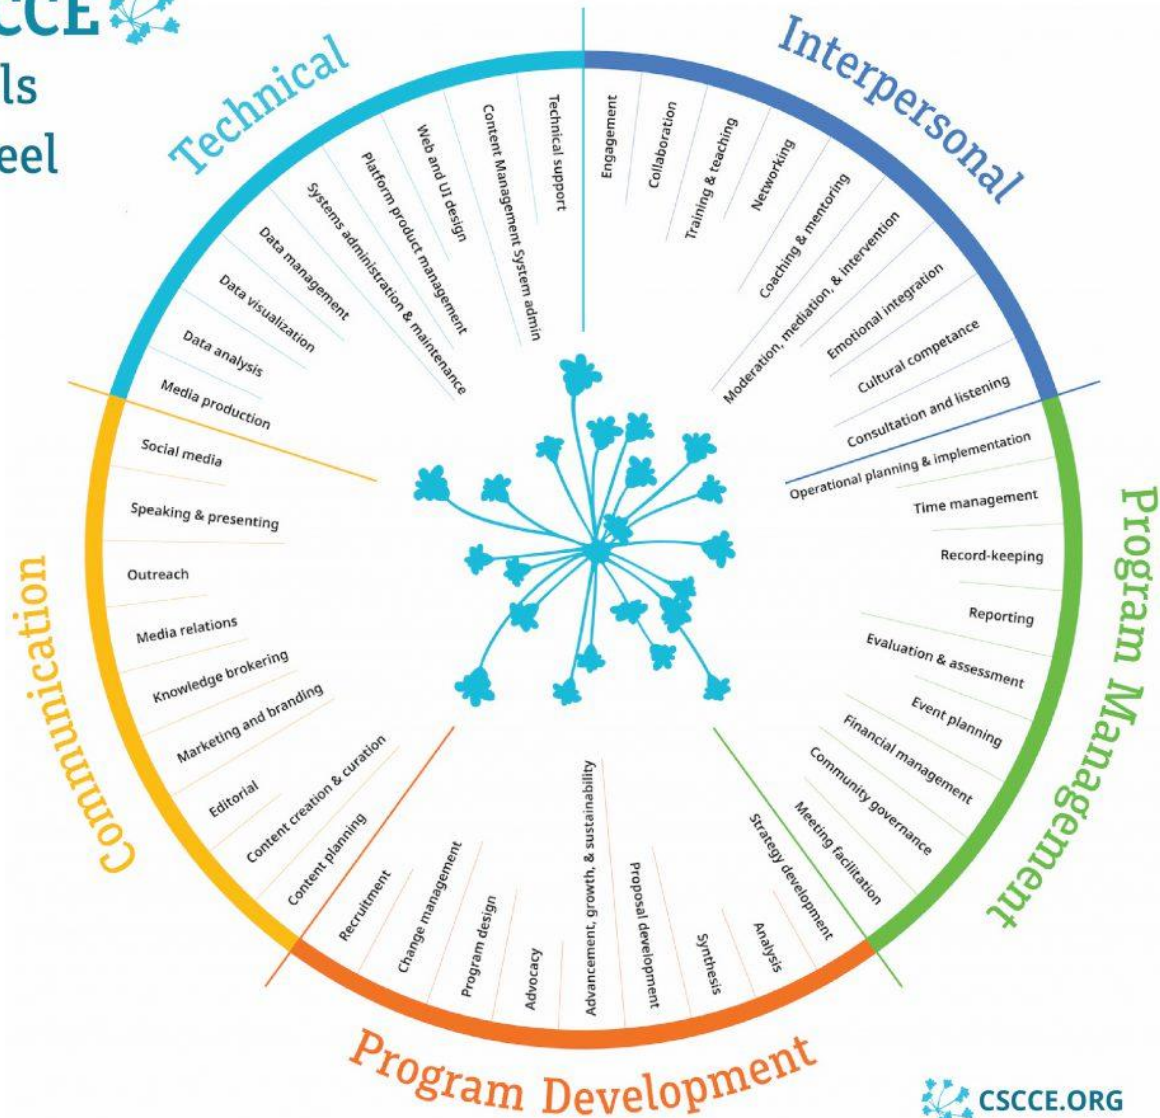 CCE
ls
eel
Technical
Technical support
Content Management System admin
Web and UI design
Platform product management
Systems administration & maintenance
Data management
Data visualization
Data analysis
Media production
Interpersonal
Engagement
Collaboration
Training & teaching
Networking
Coaching & mentoring
Moderation, mediation, & intervention
Emotional integration
Cultural competance
Consultation and listening
Program Management
Operational planning & implementation
Time management
Record-keeping
Reporting
Evaluation & assessment
Event planning
Financial management
Community governance
Meeting facilitation
Program Development
Strategy development
Analysis
Synthesis
Proposal development
Advancement, growth, & sustainability
Advocacy
Program design
Change management
Recruitment
Communication
Content planning
Content creation & curation
Editorial
Marketing and branding
Knowledge brokering
Media relations
Outreach
Speaking & presenting
Social media
CSCCE.ORG